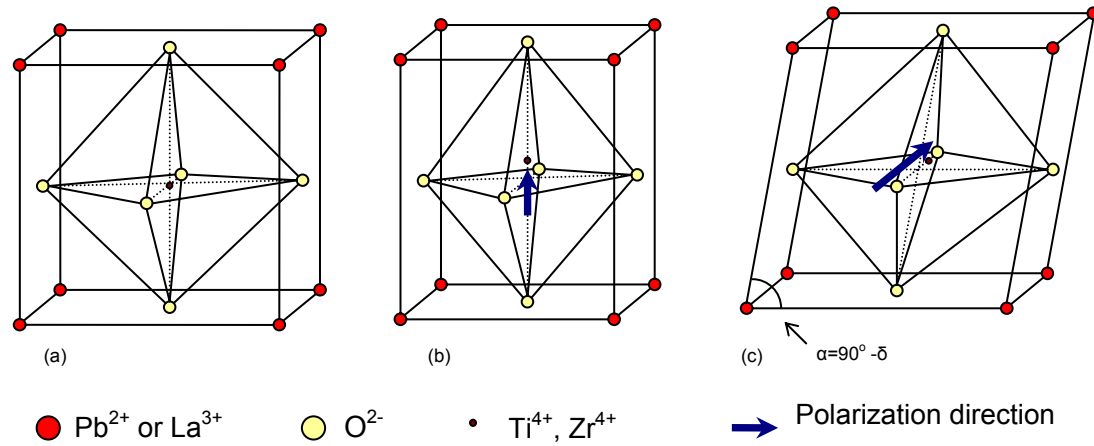 (a)
(b)
(c)
α=90° -δ
Pb²⁺ or La³⁺
O²⁻
Ti⁴⁺, Zr⁴⁺
Polarization direction